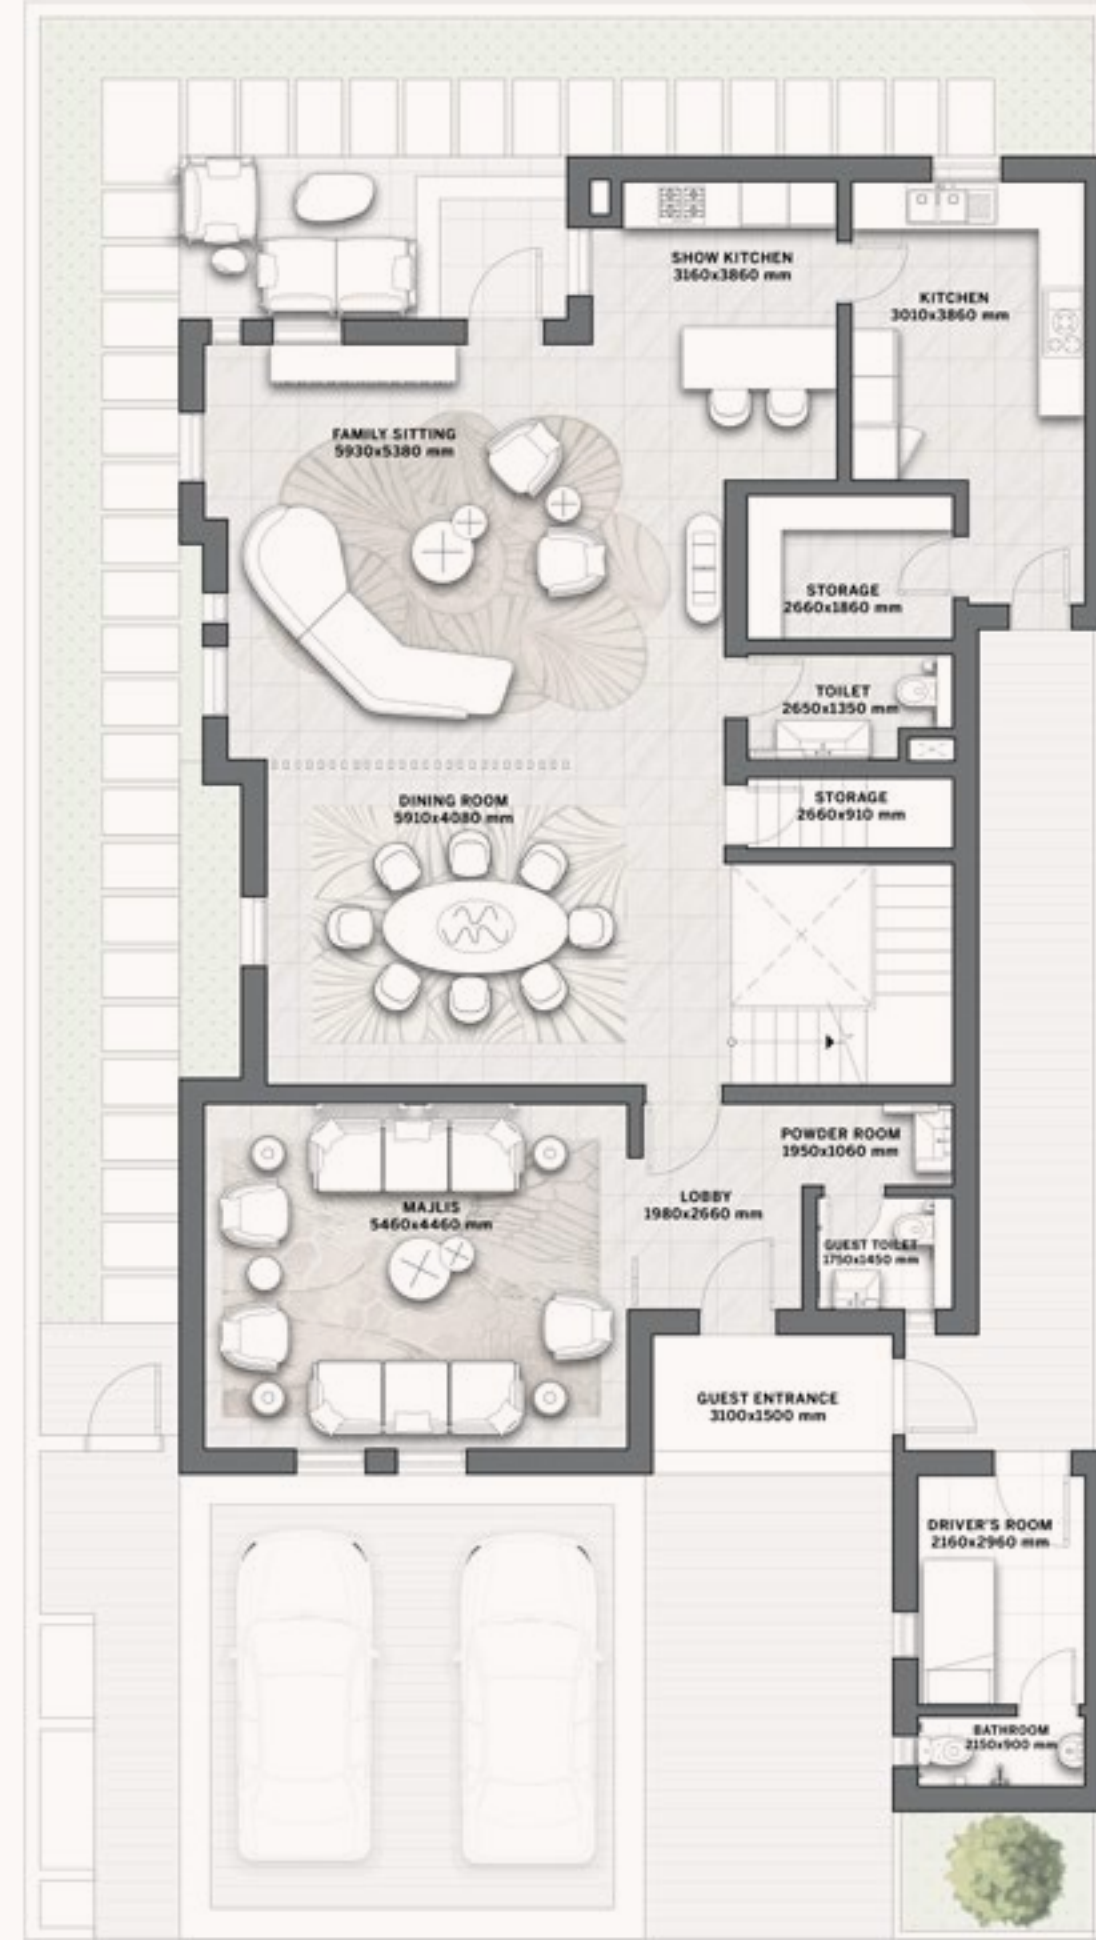 SHOW KITCHEN
3160x3860 mm
KITCHEN
3010x3860 mm
FAMILY SITTING
5930x5380 mm
STORAGE
2660x1860 mm
TOILET
2650x1350 mm
STORAGE
2660x910 mm
DINING ROOM
5910x4080 mm
POWDER ROOM
1950x1060 mm
LOBBY
1980x2660 mm
MAJLIS
5460x4460 mm
GUEST TOILET
1750x1450 mm
GUEST ENTRANCE
3100x1500 mm
DRIVER'S ROOM
2160x2960 mm
BATHROOM
2150x900 mm